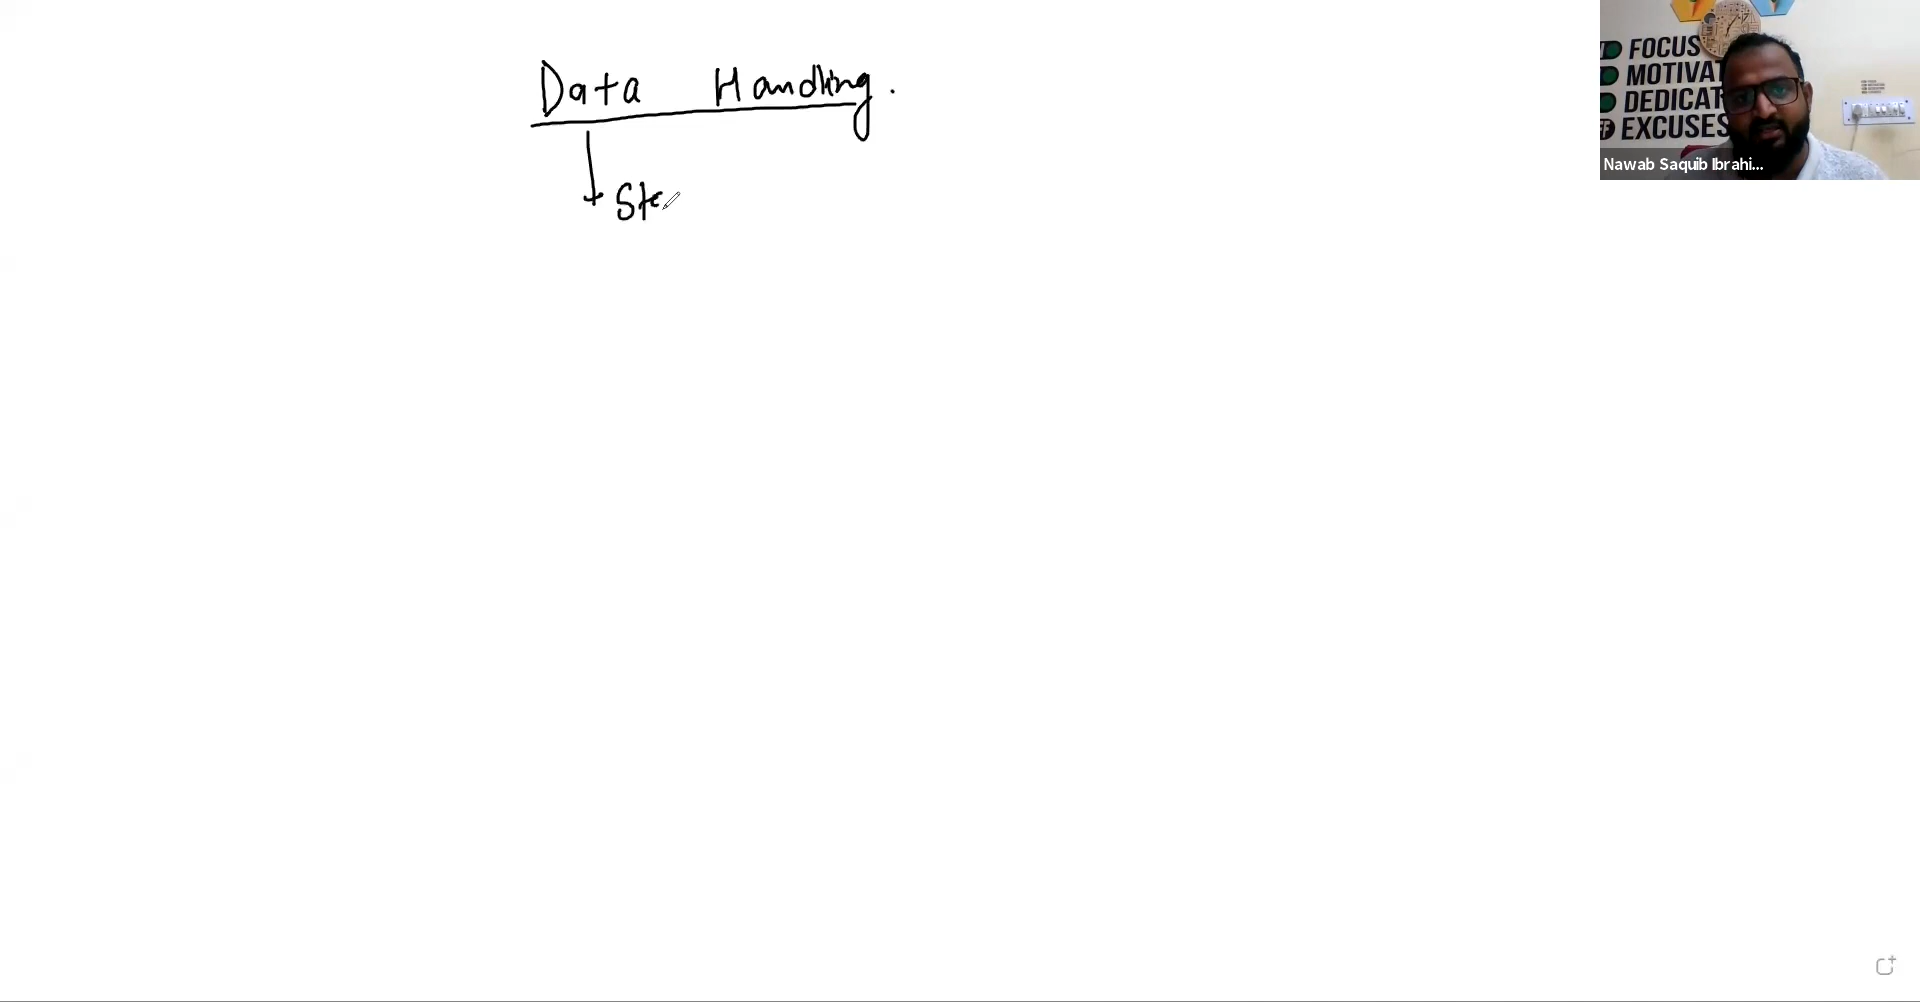 Data Handling.
Ste
FOCUS
MOTIVAT
DEDICAT
EXCUSES
Nawab Saquib Ibrahi...